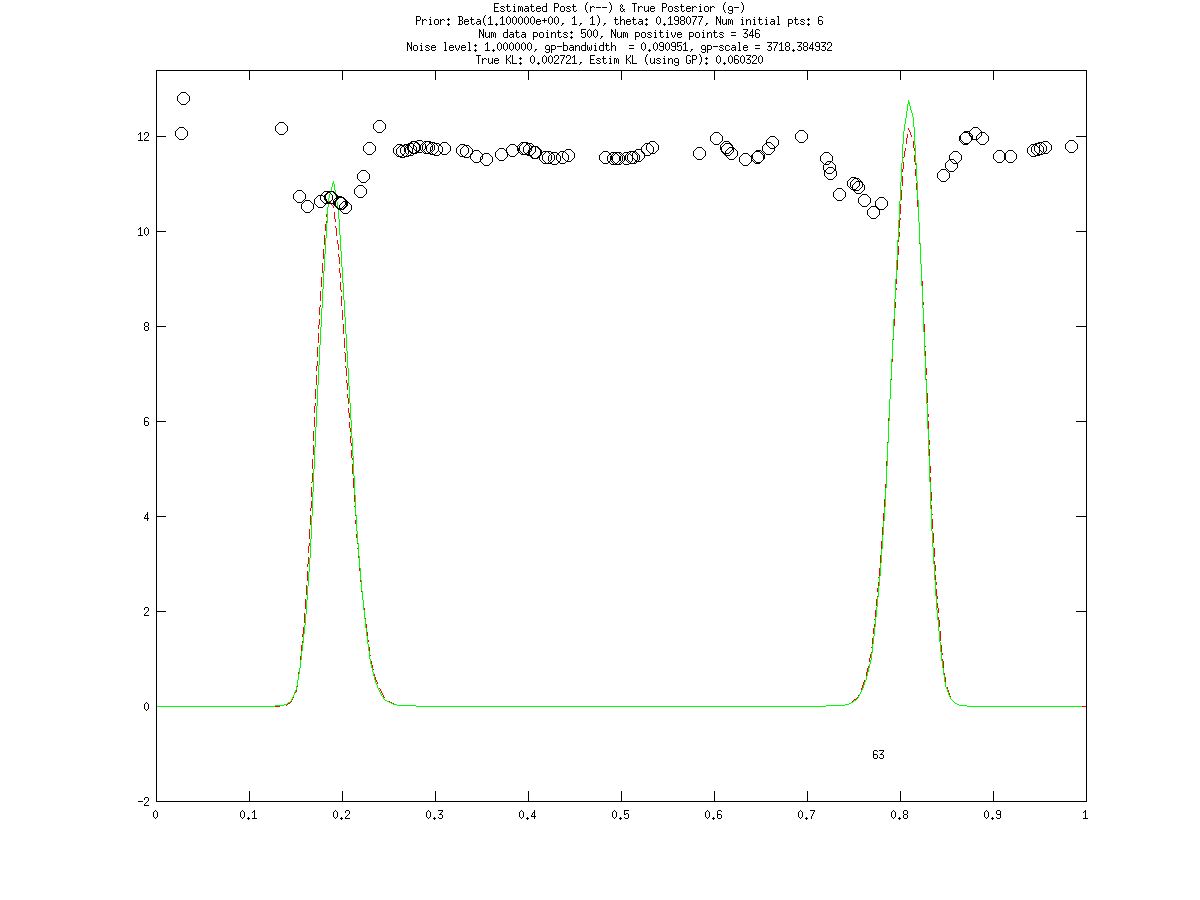 Estimated Post (r--) & True Posterior (g-)
Prior: Beta(1.100000e+00, 1, 1), theta: 0.198077, Num initial pts: 6
Num data points: 500, Num positive points = 346
Noise level: 1.000000, gp-bandwidth  = 0.090951, gp-scale = 3718.384932
True KL: 0.002721, Estim KL (using GP): 0.060320
12
10
8
6
4
2
0
63
-2
0 0.1 0.2 0.3 0.4 0.5 0.6 0.7 0.8 0.9 1